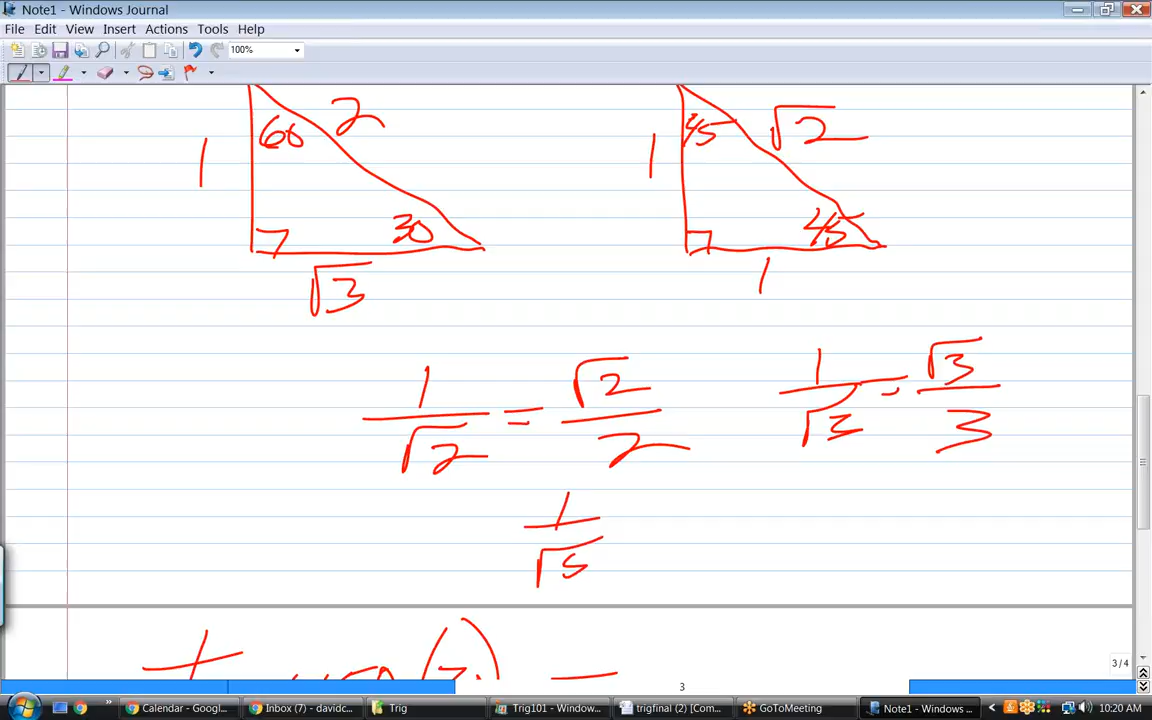 Note1 - Windows Journal
File Edit View Insert Actions Tools Help
100%
60 2 45 √2
1 1
30 45
√3 1
1/√2 = √2/2 1/√3 = √3/3
1/√5
3/4
3
Calendar - Googl... Inbox (7) - davidc... Trig Trig101 - Window... trigfinal (2) [Com... GoToMeeting Note1 - Windows ... 10:20 AM